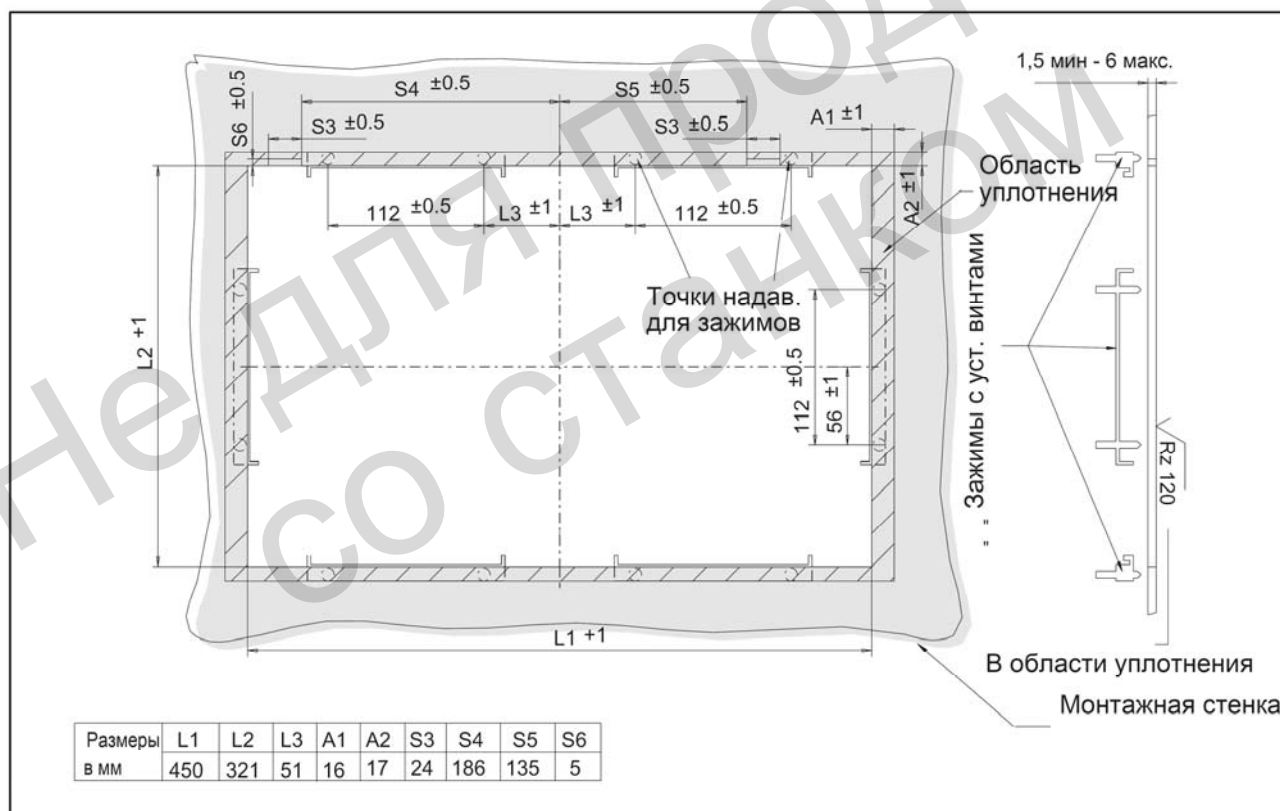 1,5 мин - 6 макс.
S4 ±0.5
S5 ±0.5
S6 ±0.5
S3 ±0.5
S3 ±0.5
A1 ±1
Область
уплотнения
A2 ±1
112 ±0.5
L3 ±1
L3 ±1
112 ±0.5
Точки надав.
для зажимов
L2 +1
112 ±0.5
56 ±1
" " Зажимы с уст. винтами
Rz 120
L1 +1
В области уплотнения
Монтажная стенка
Размеры L1 L2 L3 A1 A2 S3 S4 S5 S6
в мм 450 321 51 16 17 24 186 135 5
Не для прод
со станком